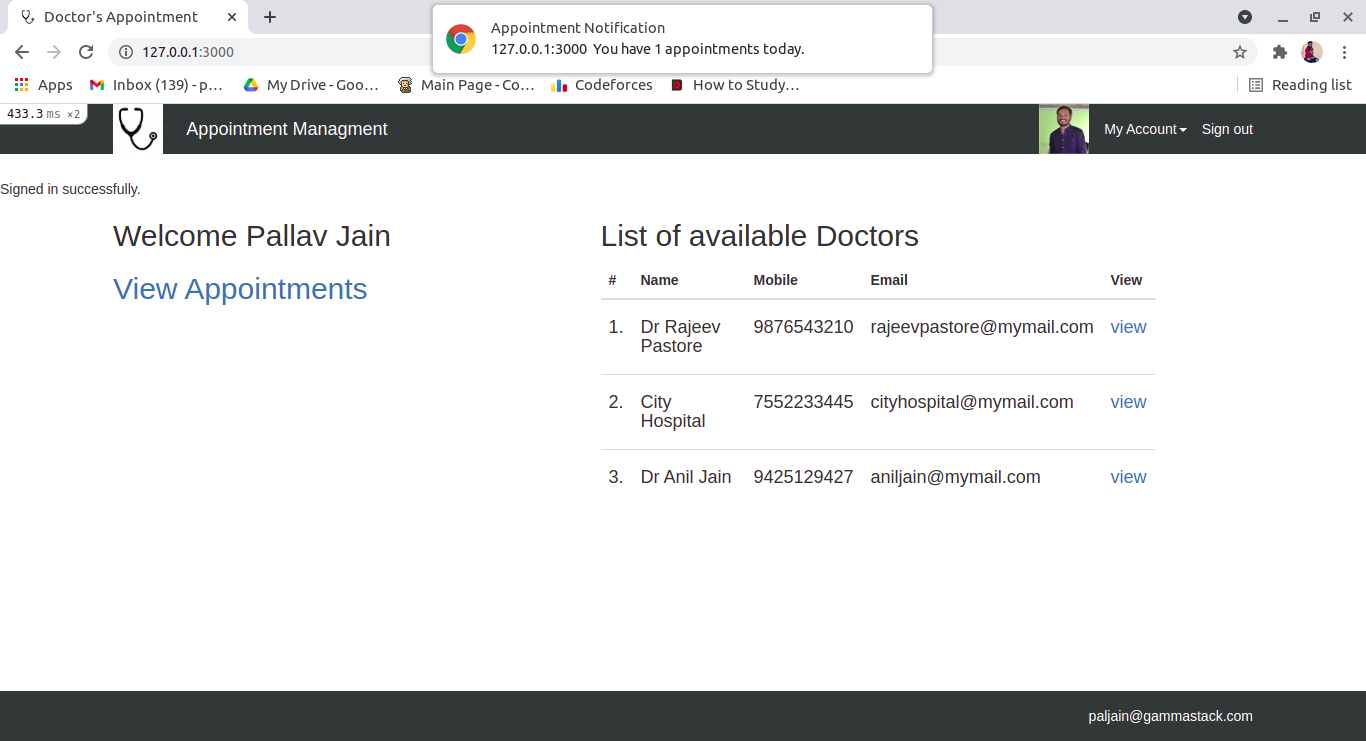 Doctor's Appointment
Appointment Notification
127.0.0.1:3000 You have 1 appointments today.
127.0.0.1:3000
Apps Inbox (139) - p… My Drive - Goo… Main Page - Co… Codeforces How to Study… Reading list
433.3 ms ×2
Appointment Managment My Account Sign out
Signed in successfully.
Welcome Pallav Jain
View Appointments
List of available Doctors
# Name Mobile Email View
1. Dr Rajeev Pastore 9876543210 rajeevpastore@mymail.com view
2. City Hospital 7552233445 cityhospital@mymail.com view
3. Dr Anil Jain 9425129427 aniljain@mymail.com view
paljain@gammastack.com